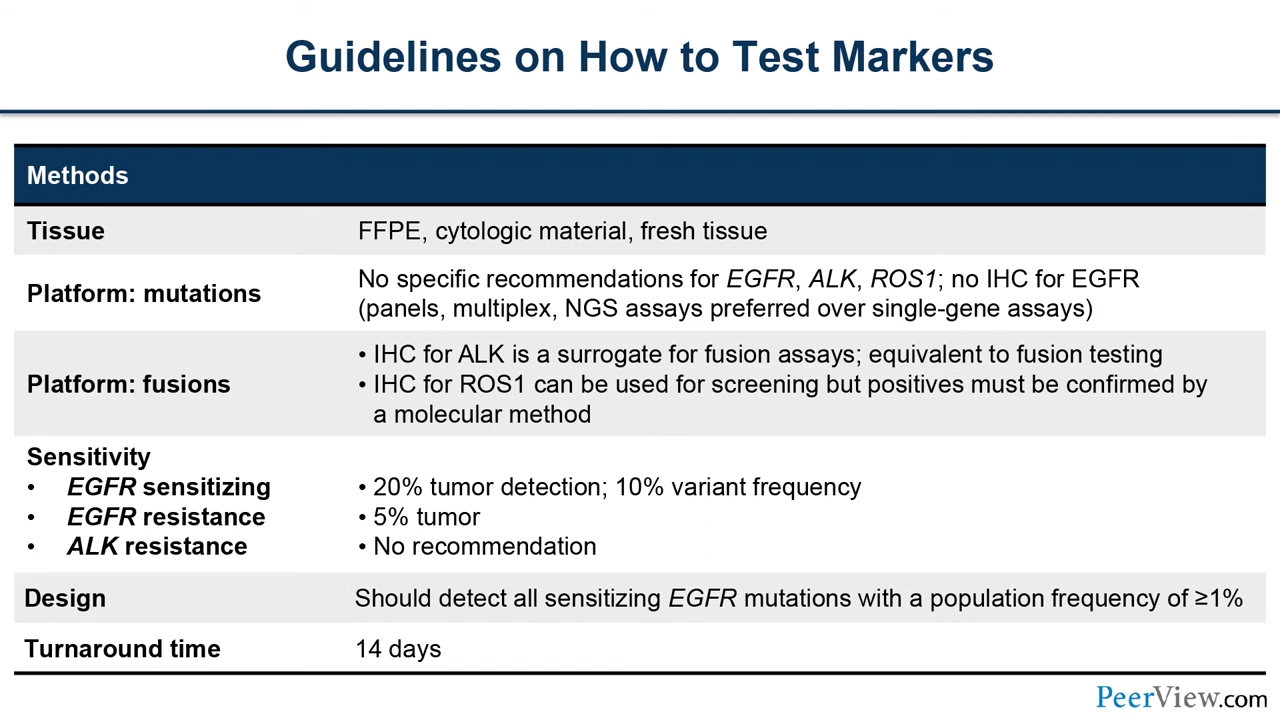 Guidelines on How to Test Markers
Methods
Tissue
FFPE, cytologic material, fresh tissue
Platform: mutations
No specific recommendations for EGFR, ALK, ROS1; no IHC for EGFR
(panels, multiplex, NGS assays preferred over single-gene assays)
Platform: fusions
• IHC for ALK is a surrogate for fusion assays; equivalent to fusion testing
• IHC for ROS1 can be used for screening but positives must be confirmed by
a molecular method
Sensitivity
• EGFR sensitizing
• 20% tumor detection; 10% variant frequency
• EGFR resistance
• 5% tumor
• ALK resistance
• No recommendation
Design
Should detect all sensitizing EGFR mutations with a population frequency of ≥1%
Turnaround time
14 days
PeerView.com